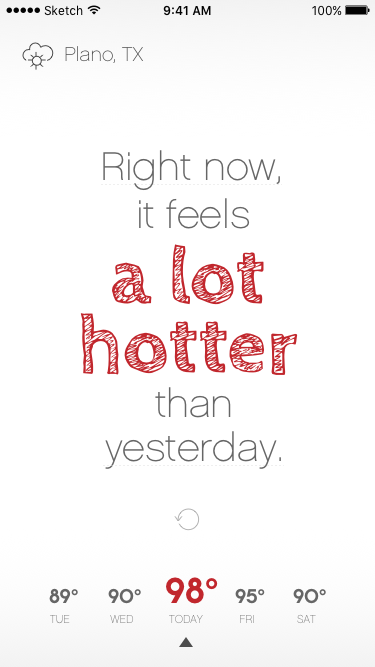 Sketch 9:41 AM 100%
Plano, TX
Right now,
it feels
a lot
hotter
than
yesterday.
89° 90° 98° 95° 90°
TUE WED TODAY FRI SAT